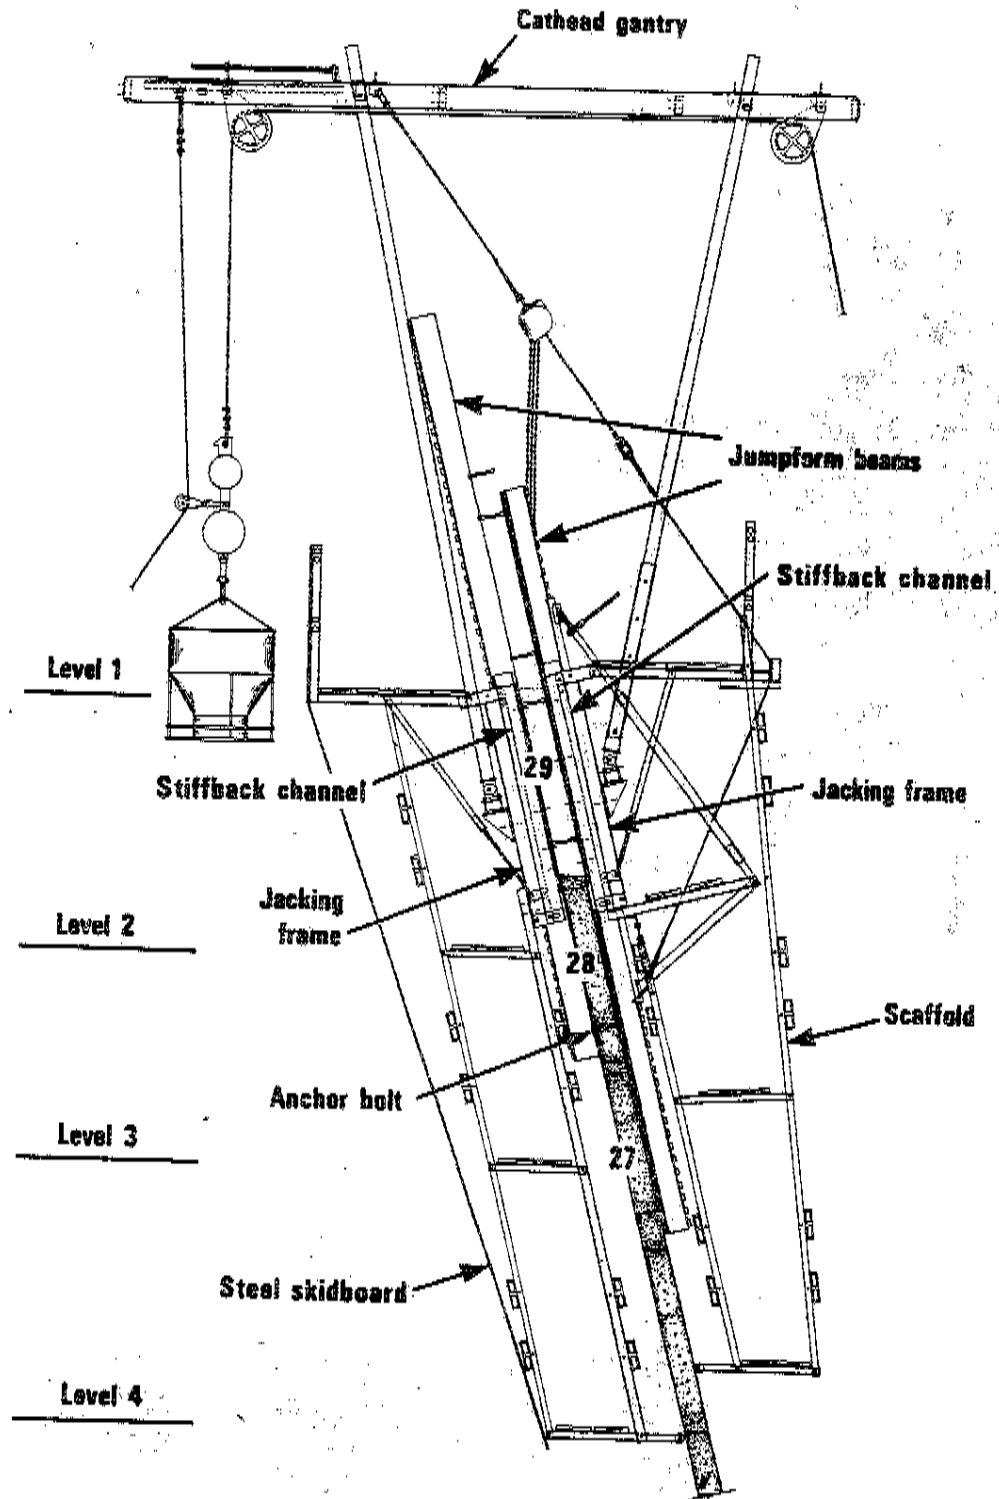 Cathead gantry
Jumpform beams
Stiffback channel
Level 1
29
Stiffback channel
Jacking frame
Jacking
frame
Level 2
28
Scaffold
Anchor bolt
Level 3
27
Steel skidboard
Level 4